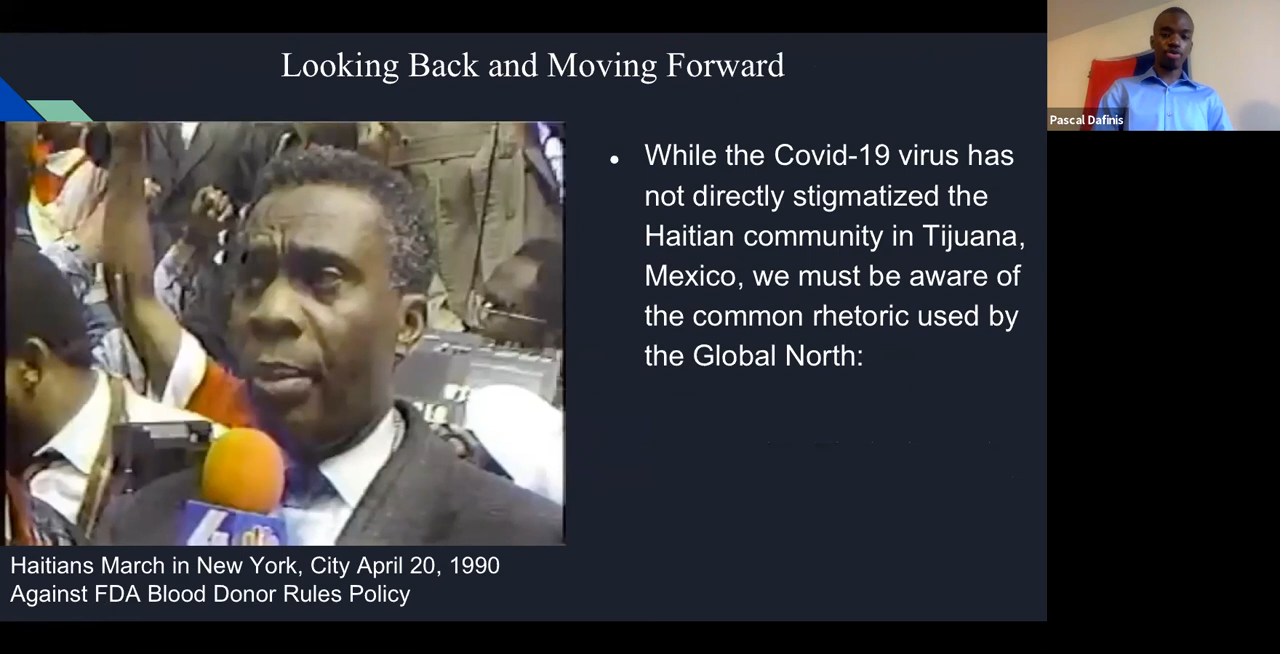 Looking Back and Moving Forward
Pascal Dafinis
● While the Covid-19 virus has
not directly stigmatized the
Haitian community in Tijuana,
Mexico, we must be aware of
the common rhetoric used by
the Global North:
4
Haitians March in New York, City April 20, 1990
Against FDA Blood Donor Rules Policy